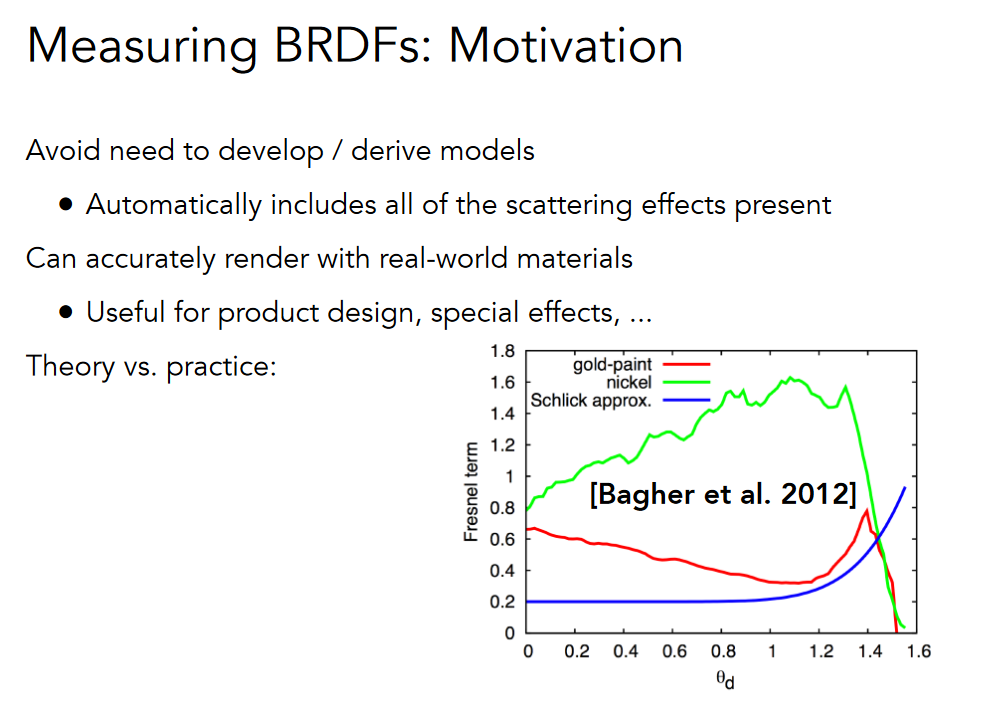 Measuring BRDFs: Motivation
Avoid need to develop / derive models
● Automatically includes all of the scattering effects present
Can accurately render with real-world materials
● Useful for product design, special effects, ...
Theory vs. practice:
gold-paint
nickel
Schlick approx.
[Bagher et al. 2012]
Fresnel term
1.8
1.6
1.4
1.2
1
0.8
0.6
0.4
0.2
0
0 0.2 0.4 0.6 0.8 1 1.2 1.4 1.6
θd